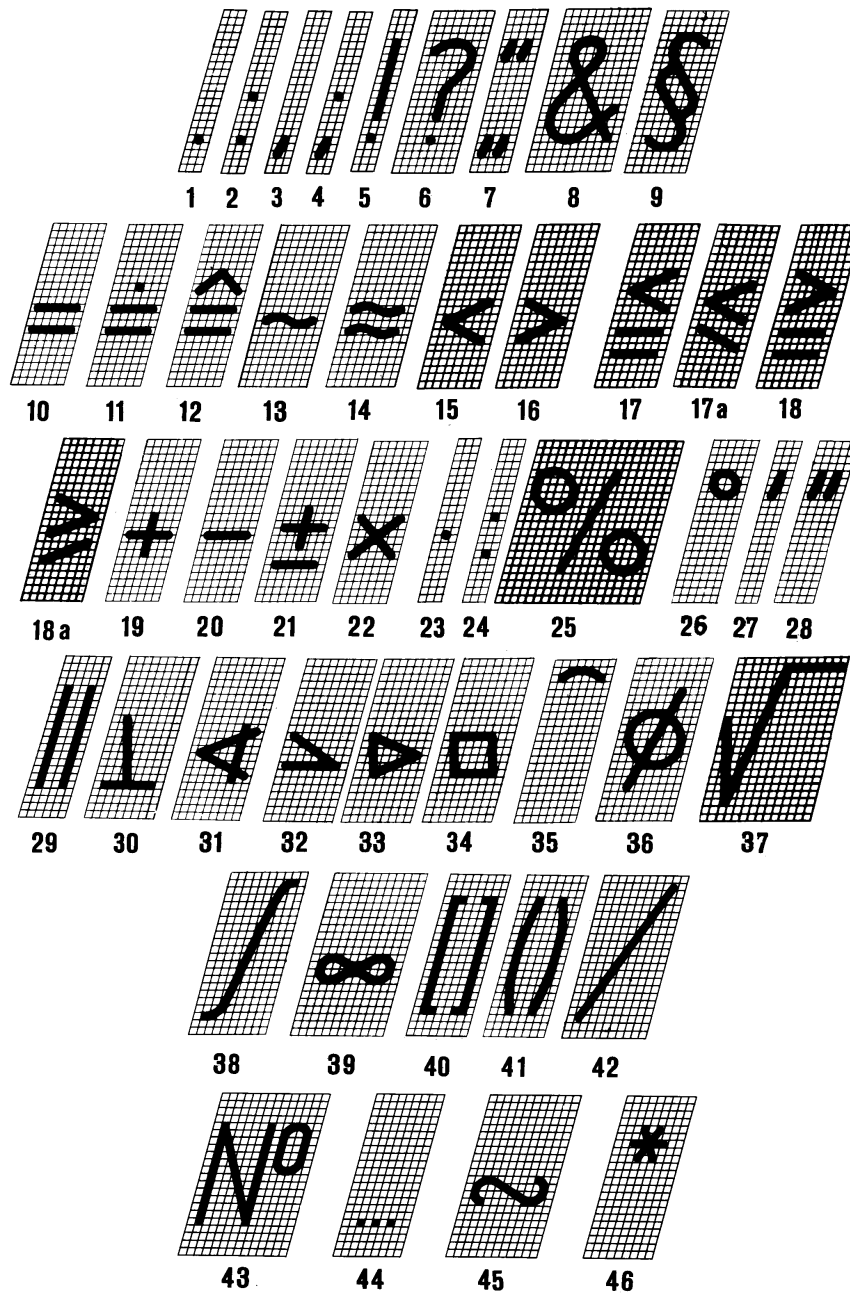 . : , ; ! ? „ " & §
1 2 3 4 5 6 7 8 9
= ≐ ≙ ~ ≈ < > ≦ ⩽ ≧
10 11 12 13 14 15 16 17 17a 18
⩾ + − ± × · : % ° ′ ″
18a 19 20 21 22 23 24 25 26 27 28
∥ ⊥ ∢ > ▷ □ ⌒ ⌀ √
29 30 31 32 33 34 35 36 37
∫ ∞ [ ] ( ) /
38 39 40 41 42
№ … ∼ *
43 44 45 46